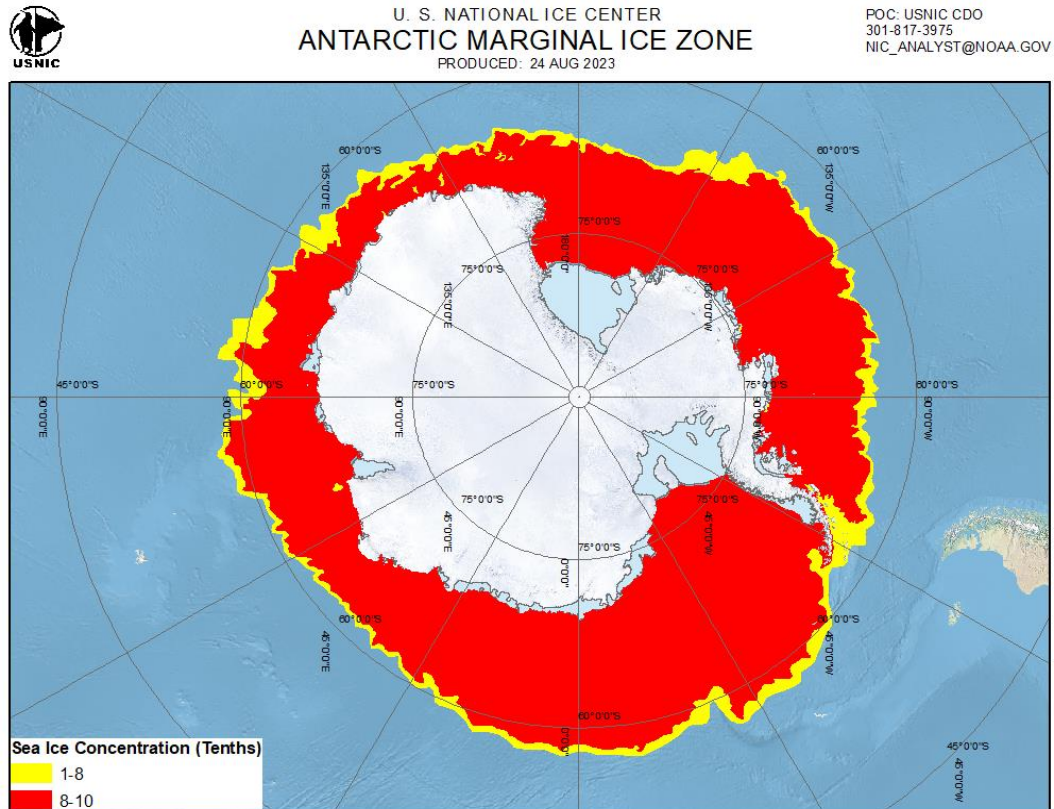 USNIC
U. S. NATIONAL ICE CENTER
ANTARCTIC MARGINAL ICE ZONE
PRODUCED: 24 AUG 2023
POC: USNIC CDO
301-817-3975
NIC_ANALYST@NOAA.GOV
60°0'0"S
60°0'0"S
135°0'0"E
135°0'0"W
75°0'0"S
180°0'0"
75°0'0"S
75°0'0"S
135°0'0"E
135°0'0"W
45°0'0"S
60°0'0"S
75°0'0"S
75°0'0"S
60°0'0"S
90°0'0"E
90°0'0"E
90°0'0"E
90°0'0"W
90°0'0"W
75°0'0"S
75°0'0"S
45°0'0"E
45°0'0"W
75°0'0"S
0°0'0"
60°0'0"S
60°0'0"S
45°0'0"E
45°0'0"W
60°0'0"S
0°0'0"
45°0'0"S
45°0'0"W
Sea Ice Concentration (Tenths)
1-8
8-10